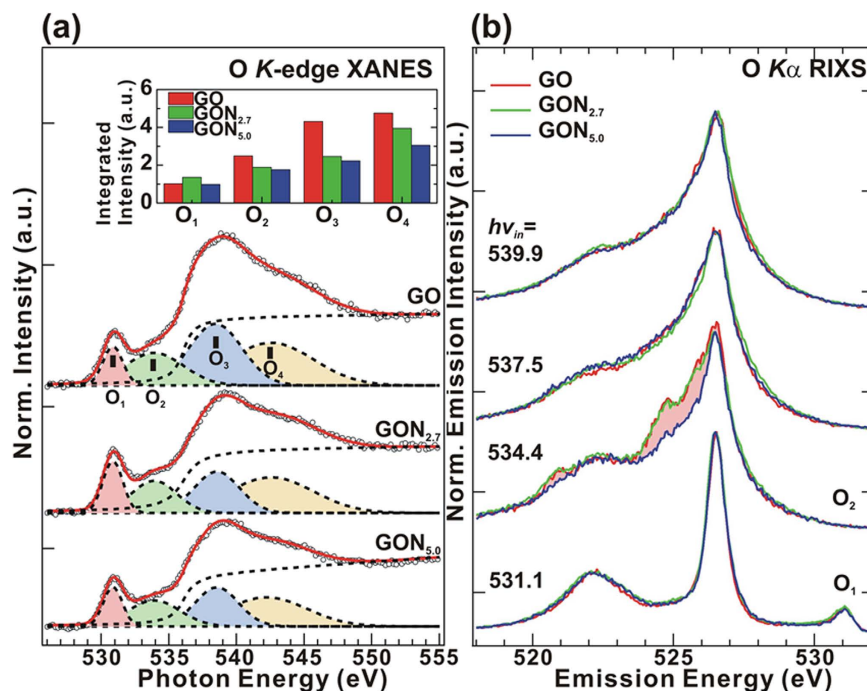 (a)
O K-edge XANES
Integrated
Intensity (a.u.)
6
4
2
0
GO
GON2.7
GON5.0
O1 O2 O3 O4
Norm. Intensity (a.u.)
GO
O1 O2 O3 O4
GON2.7
GON5.0
530 535 540 545 550 555
Photon Energy (eV)
(b)
O Kα RIXS
GO
GON2.7
GON5.0
Norm. Emission Intensity (a.u.)
hνin=
539.9
537.5
534.4
O2
531.1
O1
520 525 530
Emission Energy (eV)